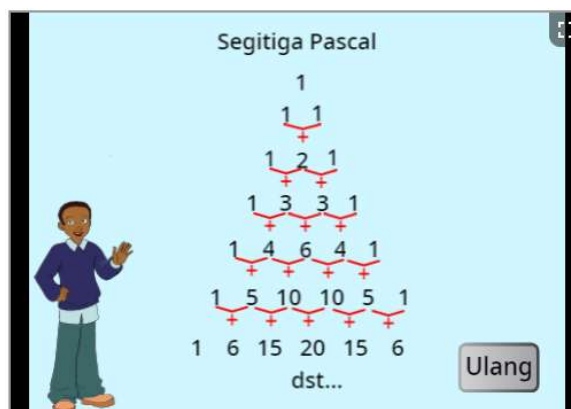 Segitiga Pascal
1
1 1
+
1 2 1
+ +
1 3 3 1
+ + +
1 4 6 4 1
+ + + +
1 5 10 10 5 1
+ + + + +
1 6 15 20 15 6
dst...
Ulang